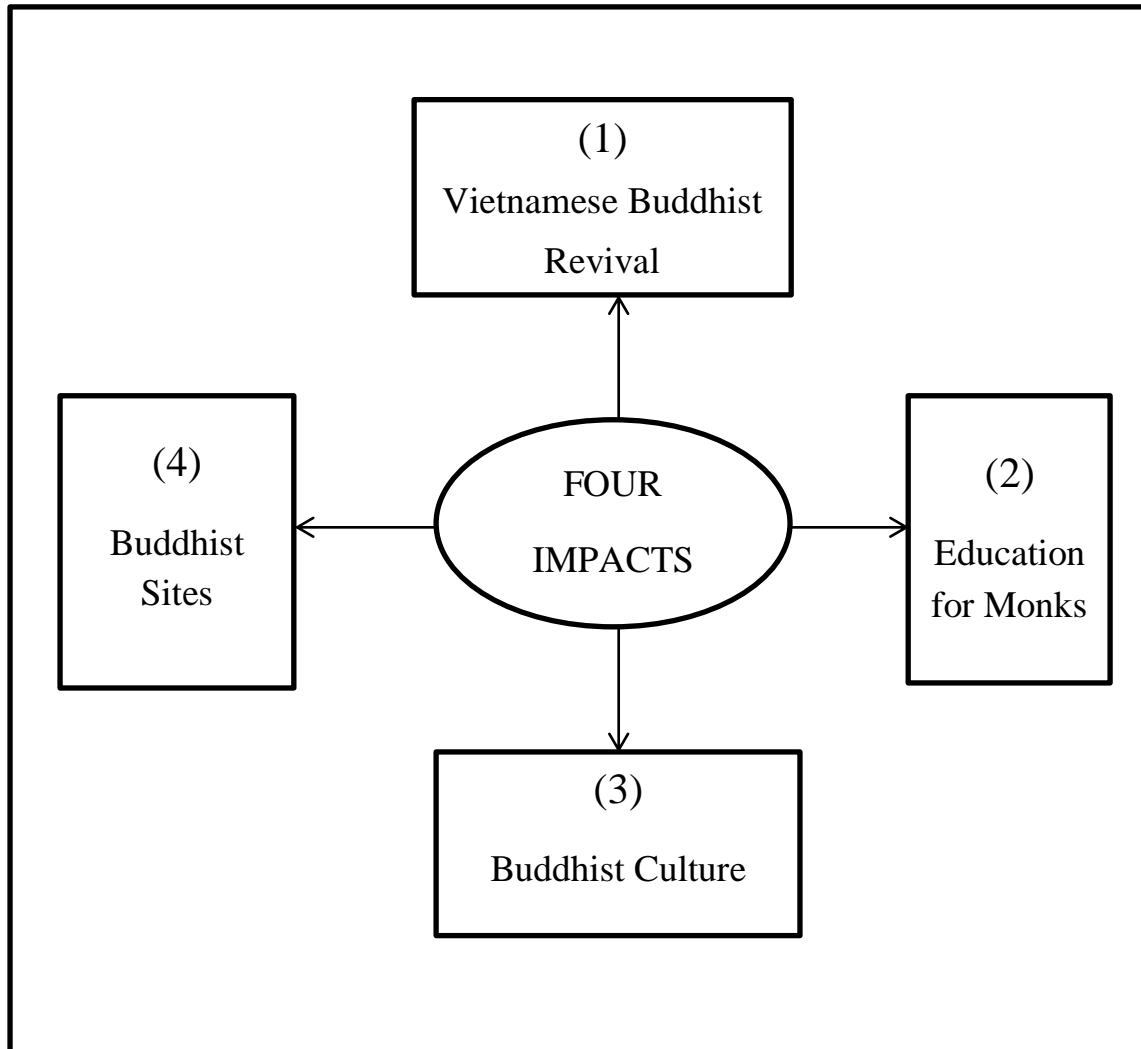 (1)
Vietnamese Buddhist
Revival
(4)
Buddhist
Sites
FOUR
IMPACTS
(2)
Education
for Monks
(3)
Buddhist Culture